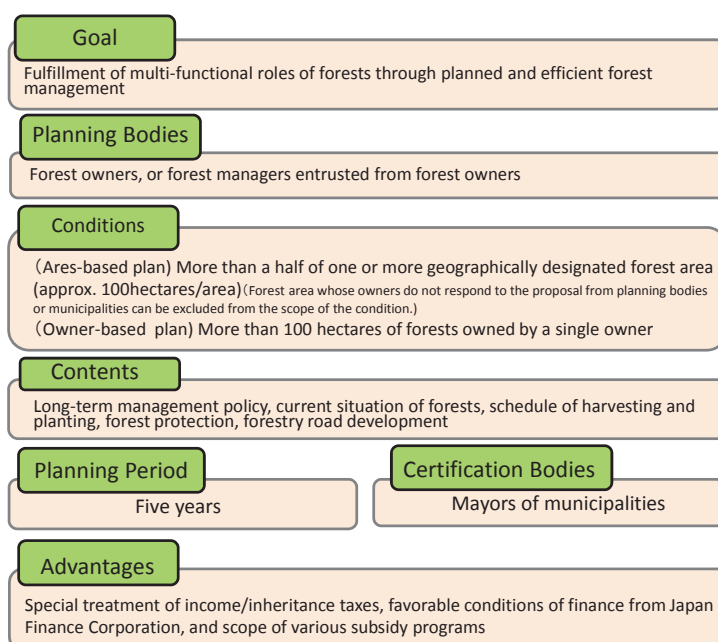 Goal
Fulfillment of multi-functional roles of forests through planned and efficient forest
management
Planning Bodies
Forest owners, or forest managers entrusted from forest owners
Conditions
（Ares-based plan) More than a half of one or more geographically designated forest area
(approx. 100hectares/area)（Forest area whose owners do not respond to the proposal from planning bodies
or municipalities can be excluded from the scope of the condition.)
（Owner-based plan) More than 100 hectares of forests owned by a single owner
Contents
Long-term management policy, current situation of forests, schedule of harvesting and
planting, forest protection, forestry road development
Planning Period
Five years
Certification Bodies
Mayors of municipalities
Advantages
Special treatment of income/inheritance taxes, favorable conditions of finance from Japan
Finance Corporation, and scope of various subsidy programs